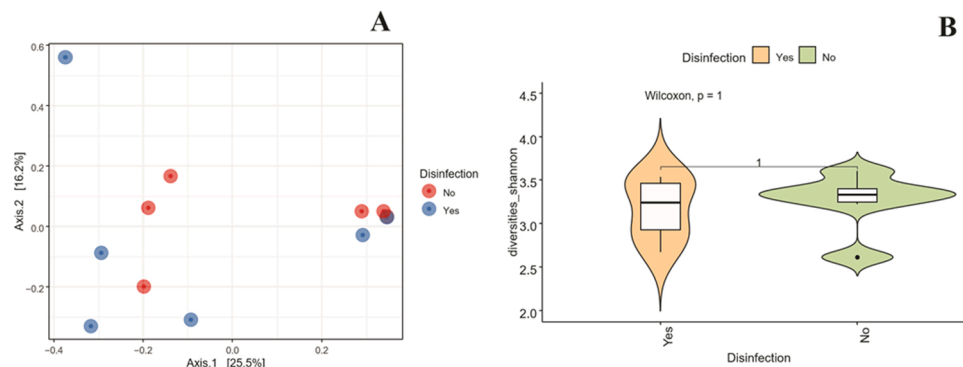 A
0.6
0.4
0.2
0.0
−0.2
Axis.2 [16.2%]
−0.4
−0.2
0.0
0.2
Axis.1 [25.5%]
Disinfection
No
Yes
B
Disinfection Yes No
Wilcoxon, p = 1
1
4.5
4.0
3.5
3.0
2.5
2.0
diversities_shannon
Yes
No
Disinfection